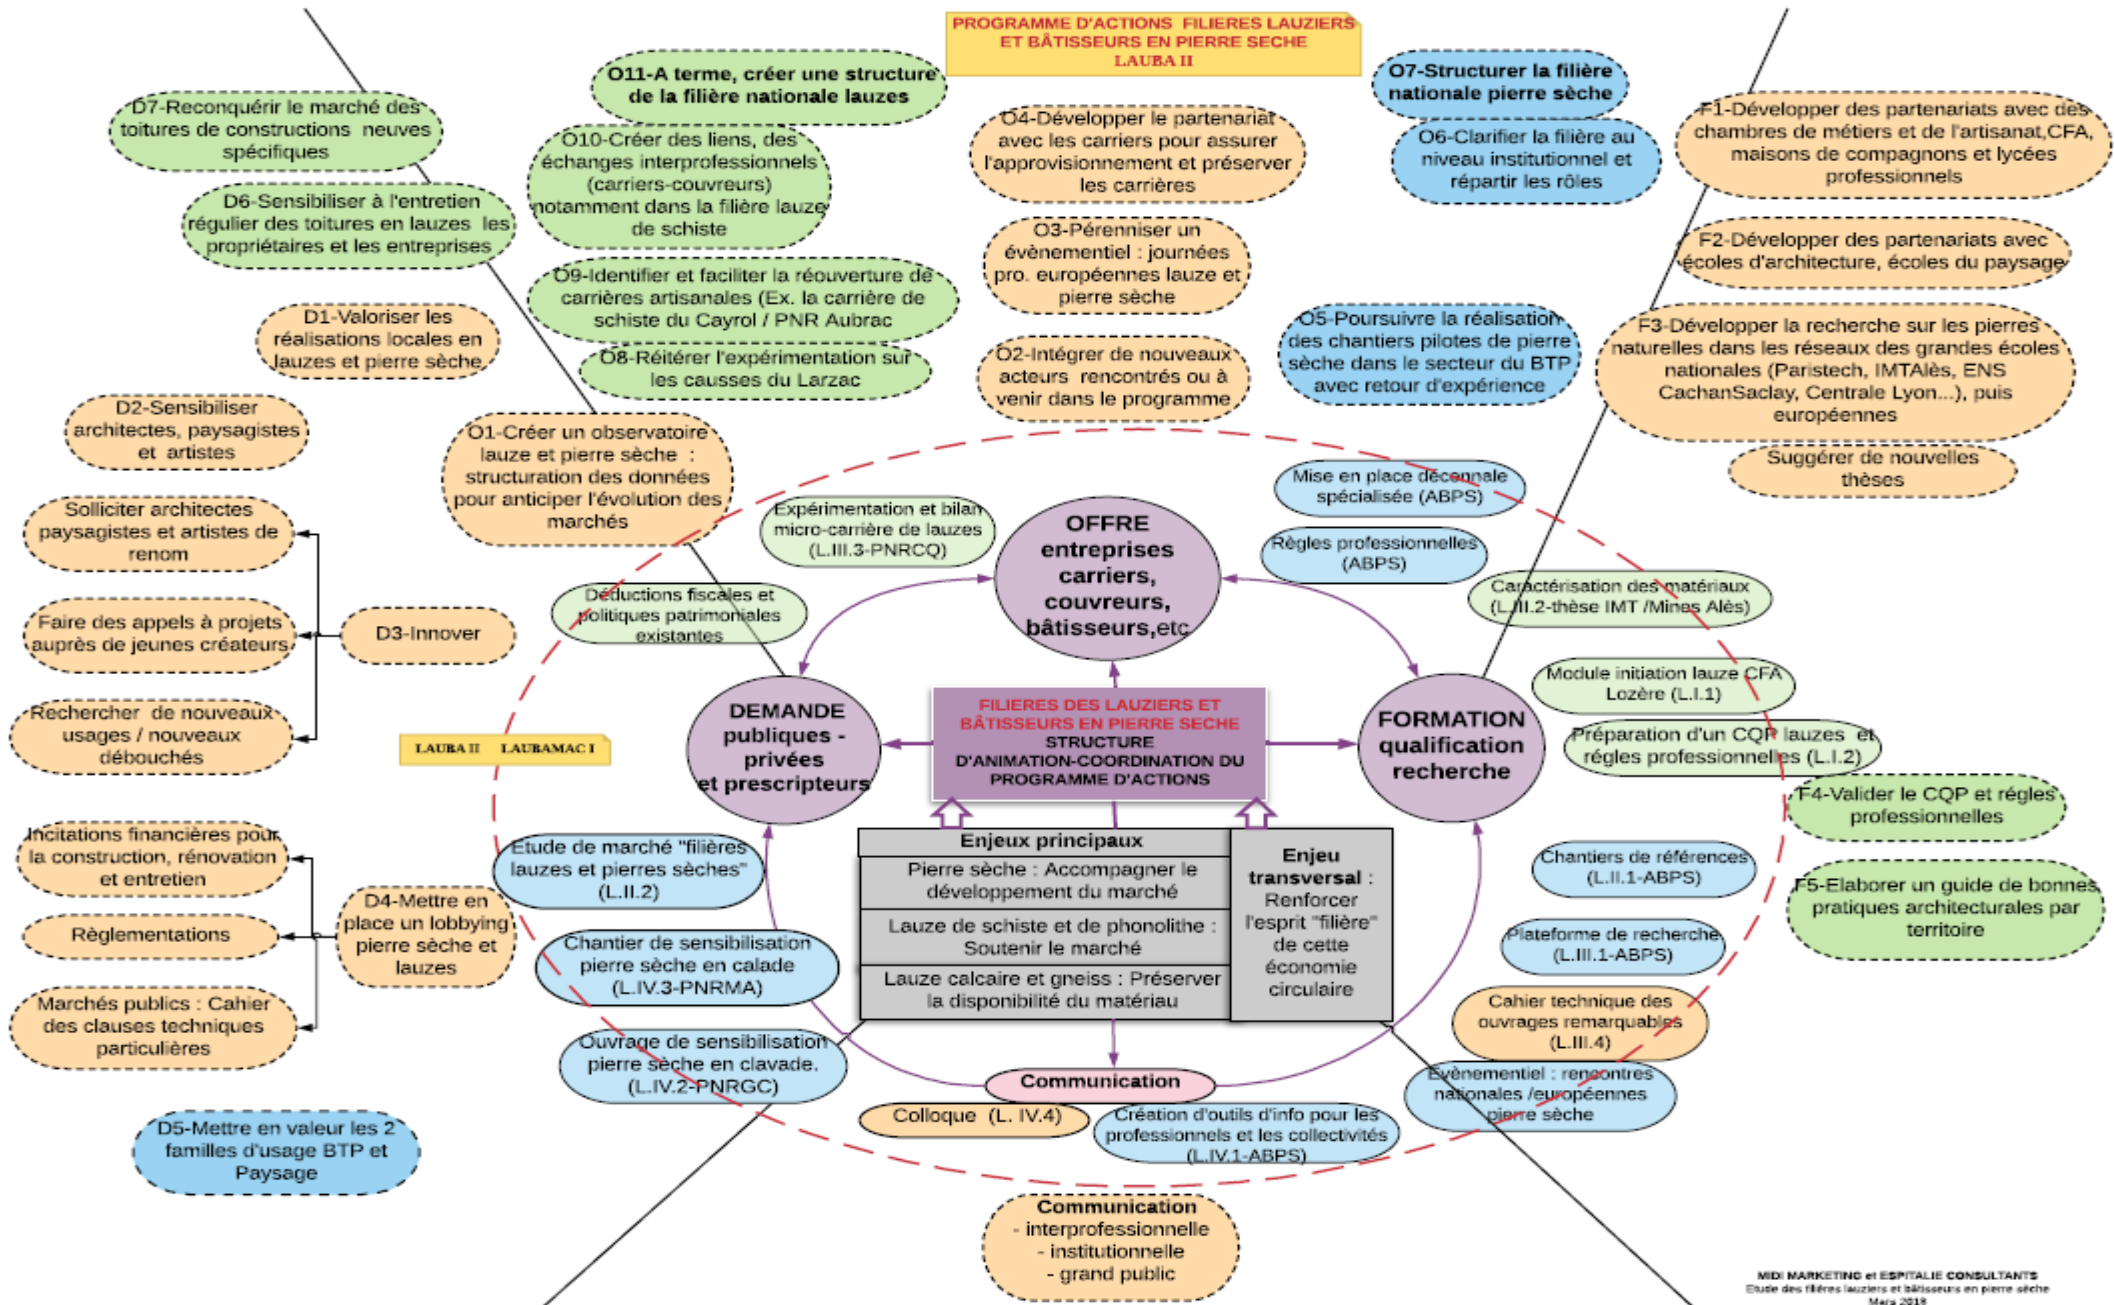 PROGRAMME D'ACTIONS FILIERES LAUZIERS
ET BÂTISSEURS EN PIERRE SECHE
LAUBA II
D7-Reconquérir le marché des
toitures de constructions neuves
spécifiques
D6-Sensibiliser à l'entretien
régulier des toitures en lauzes les
propriétaires et les entreprises
D1-Valoriser les
réalisations locales en
lauzes et pierre sèche
D2-Sensibiliser
architectes, paysagistes
et artistes
Solliciter architectes
paysagistes et artistes de
renom
Faire des appels à projets
auprès de jeunes créateurs
Rechercher de nouveaux
usages / nouveaux
débouchés
D3-Innover
Incitations financières pour
la construction, rénovation
et entretien
Règlementations
Marchés publics : Cahier
des clauses techniques
particulières
D4-Mettre en
place un lobbying
pierre sèche et
lauzes
D5-Mettre en valeur les 2
familles d'usage BTP et
Paysage
O11-A terme, créer une structure
de la filière nationale lauzes
O10-Créer des liens, des
échanges interprofessionnels
(carriers-couvreurs)
notamment dans la filière lauze
de schiste
O9-Identifier et faciliter la réouverture de
carrières artisanales (Ex. la carrière de
schiste du Cayrol / PNR Aubrac
O8-Réitérer l'expérimentation sur
les causses du Larzac
O1-Créer un observatoire
lauze et pierre sèche :
structuration des données
pour anticiper l'évolution des
marchés
O4-Développer le partenariat
avec les carriers pour assurer
l'approvisionnement et préserver
les carrières
O3-Pérenniser un
évènementiel : journées
pro. européennes lauze et
pierre sèche
O2-Intégrer de nouveaux
acteurs rencontrés ou à
venir dans le programme
O7-Structurer la filière
nationale pierre sèche
O6-Clarifier la filière au
niveau institutionnel et
répartir les rôles
O5-Poursuivre la réalisation
des chantiers pilotes de pierre
sèche dans le secteur du BTP
avec retour d'expérience
F1-Développer des partenariats avec des
chambres de métiers et de l'artisanat,CFA,
maisons de compagnons et lycées
professionnels
F2-Développer des partenariats avec
écoles d'architecture, écoles du paysage
F3-Développer la recherche sur les pierres
naturelles dans les réseaux des grandes écoles
nationales (Paristech, IMTAlès, ENS
CachanSaclay, Centrale Lyon...), puis
européennes
Suggérer de nouvelles
thèses
Expérimentation et bilan
micro-carrière de lauzes
(L.III.3-PNRCQ)
Déductions fiscales et
politiques patrimoniales
existantes
OFFRE
entreprises
carriers,
couvreurs,
bâtisseurs,etc
Mise en place décennale
spécialisée (ABPS)
Règles professionnelles
(ABPS)
Caractérisation des matériaux
(L.III.2-thèse IMT /Mines Alès)
Module initiation lauze CFA
Lozère (L.I.1)
Préparation d'un CQP lauzes et
régles professionnelles (L.I.2)
F4-Valider le CQP et régles
professionnelles
F5-Elaborer un guide de bonnes
pratiques architecturales par
territoire
LAUBA II LAUBAMAC I
DEMANDE
publiques -
privées
et prescripteurs
FILIERES DES LAUZIERS ET
BÂTISSEURS EN PIERRE SECHE
STRUCTURE
D'ANIMATION-COORDINATION DU
PROGRAMME D'ACTIONS
FORMATION
qualification
recherche
Enjeux principaux
Pierre sèche : Accompagner le
développement du marché
Lauze de schiste et de phonolithe :
Soutenir le marché
Lauze calcaire et gneiss : Préserver
la disponibilité du matériau
Enjeu
transversal :
Renforcer
l'esprit "filière"
de cette
économie
circulaire
Etude de marché "filières
lauzes et pierres sèches"
(L.II.2)
Chantier de sensibilisation
pierre sèche en calade
(L.IV.3-PNRMA)
Ouvrage de sensibilisation
pierre sèche en clavade.
(L.IV.2-PNRGC)
Chantiers de références
(L.II.1-ABPS)
Plateforme de recherche
(L.III.1-ABPS)
Cahier technique des
ouvrages remarquables
(L.III.4)
Evènementiel : rencontres
nationales /européennes
pierre sèche
Communication
Colloque (L. IV.4)
Création d'outils d'info pour les
professionnels et les collectivités
(L.IV.1-ABPS)
Communication
- interprofessionnelle
- institutionnelle
- grand public
MIDI MARKETING et ESPITALIE CONSULTANTS
Etude des filières lauziers et bâtisseurs en pierre sèche
Mars 2018